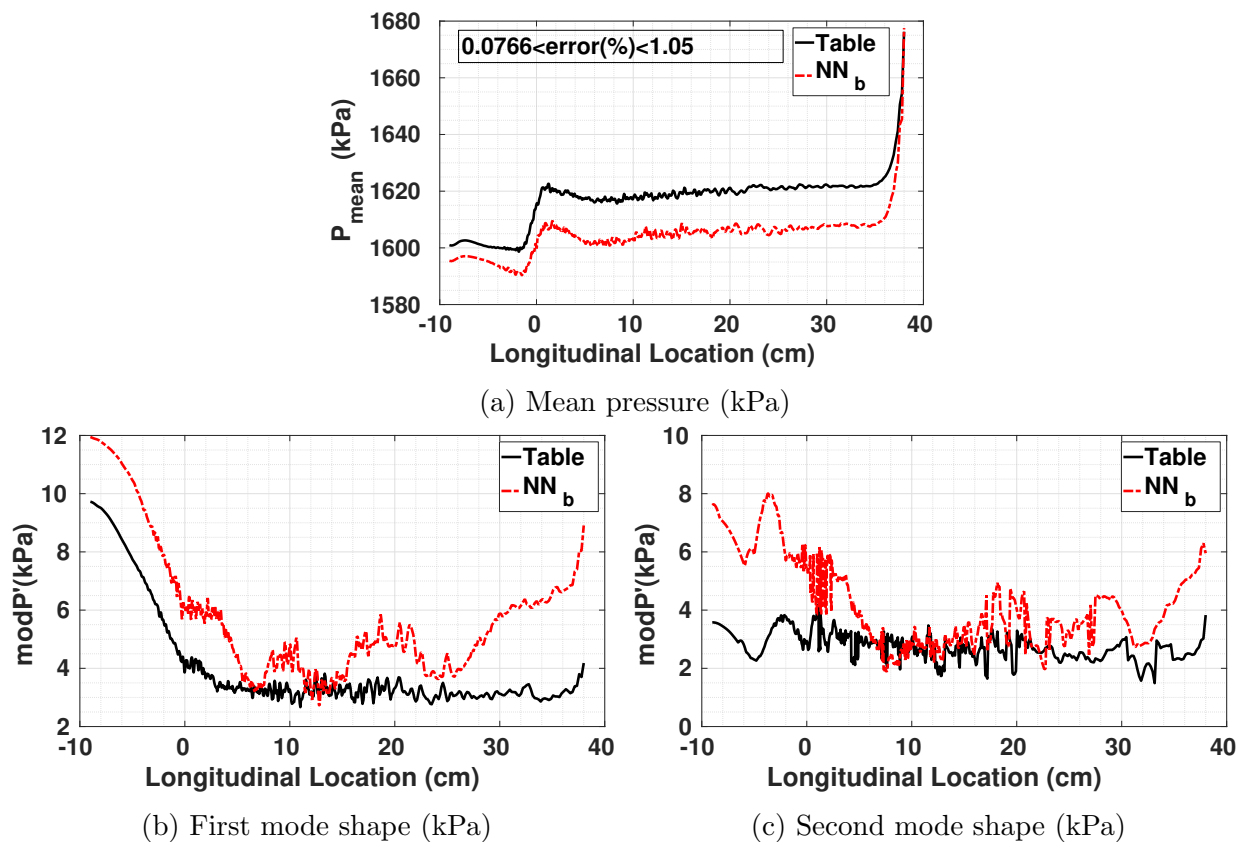 0.0766<error(%)<1.05
Table
NN b
1680
1660
1640
1620
1600
1580
P mean (kPa)
-10 0 10 20 30 40
Longitudinal Location (cm)
(a) Mean pressure (kPa)
Table
NN b
12
10
8
6
4
2
modP'(kPa)
-10 0 10 20 30 40
Longitudinal Location (cm)
(b) First mode shape (kPa)
Table
NN b
10
8
6
4
2
0
modP'(kPa)
-10 0 10 20 30 40
Longitudinal Location (cm)
(c) Second mode shape (kPa)